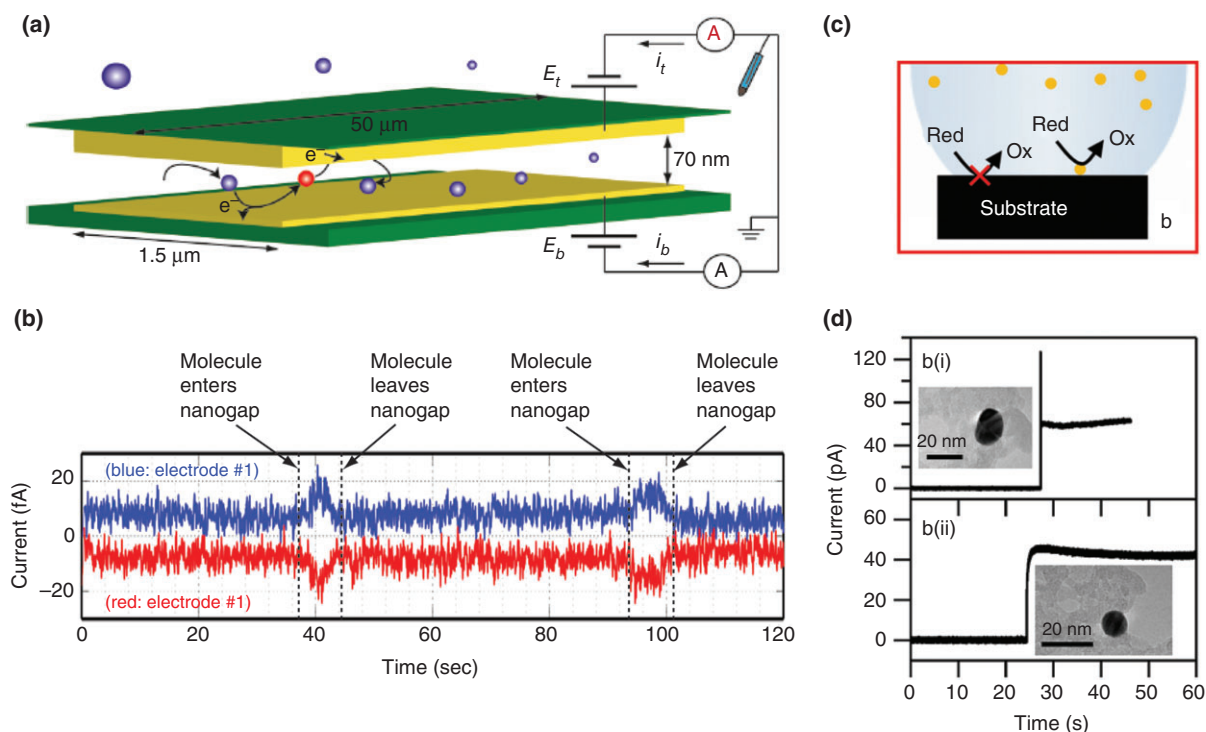 (a)
A
E_t
i_t
50 μm
e⁻
70 nm
e⁻
1.5 μm
E_b
i_b
A
(b)
Molecule
enters
nanogap
Molecule
leaves
nanogap
Molecule
enters
nanogap
Molecule
leaves
nanogap
Current (fA)
20
0
−20
(blue: electrode #1)
(red: electrode #1)
0 20 40 60 80 100 120
Time (sec)
(c)
Red Ox Red Ox
Substrate
b
(d)
Current (pA)
120
80
40
0
b(i)
20 nm
60
40
20
0
b(ii)
20 nm
0 10 20 30 40 50 60
Time (s)